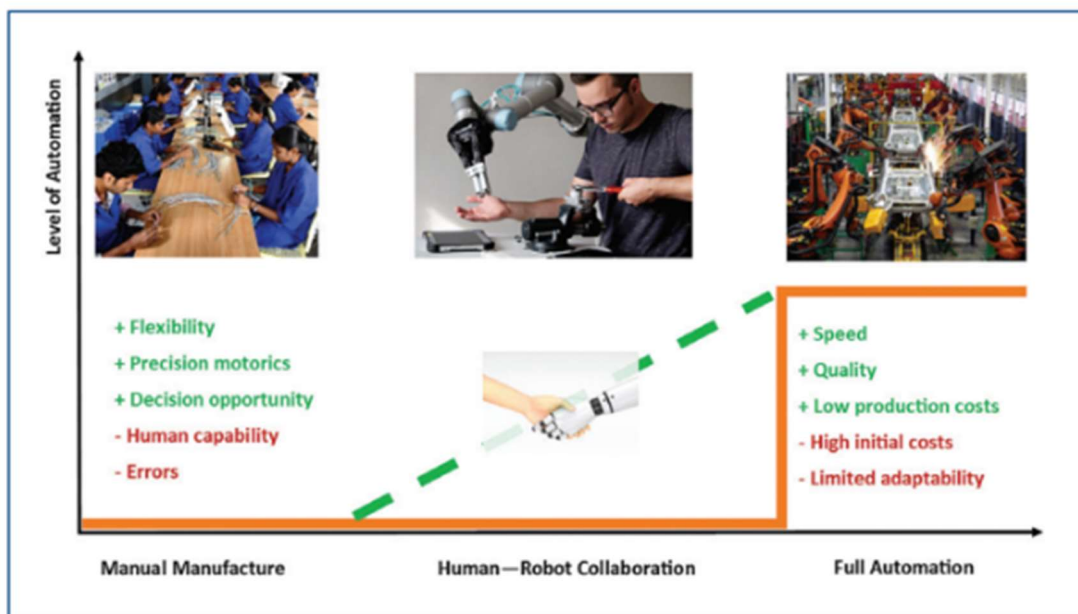 Level of Automation
+ Flexibility
+ Precision motorics
+ Decision opportunity
- Human capability
- Errors
+ Speed
+ Quality
+ Low production costs
- High initial costs
- Limited adaptability
Manual Manufacture
Human—Robot Collaboration
Full Automation